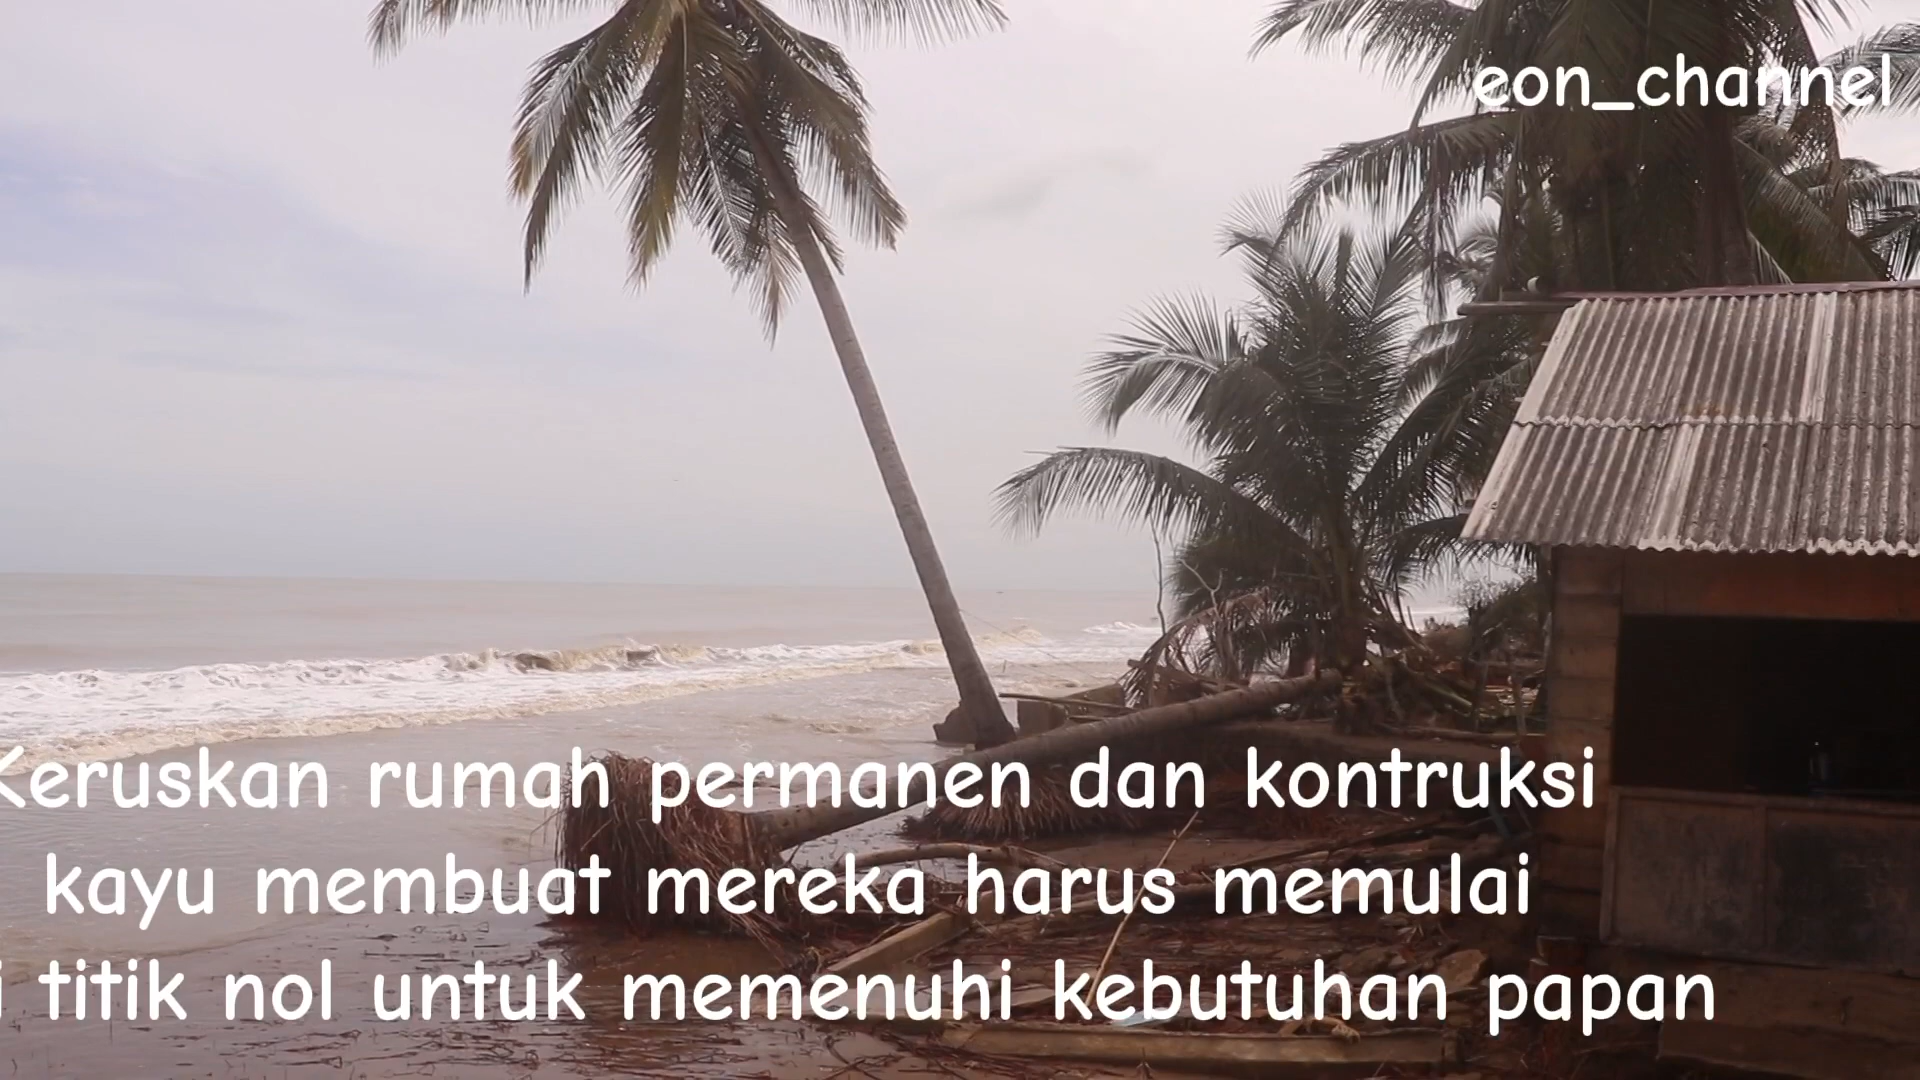 eon_channel
Keruskan rumah permanen dan kontruksi
kayu membuat mereka harus memulai
titik nol untuk memenuhi kebutuhan papan